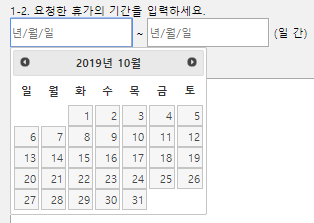 1-2. 요청한 휴가의 기간을 입력하세요.
년/월/일 ~ 년/월/일 (일 간)
2019년 10월
일 월 화 수 목 금 토
1 2 3 4 5
6 7 8 9 10 11 12
13 14 15 16 17 18 19
20 21 22 23 24 25 26
27 28 29 30 31